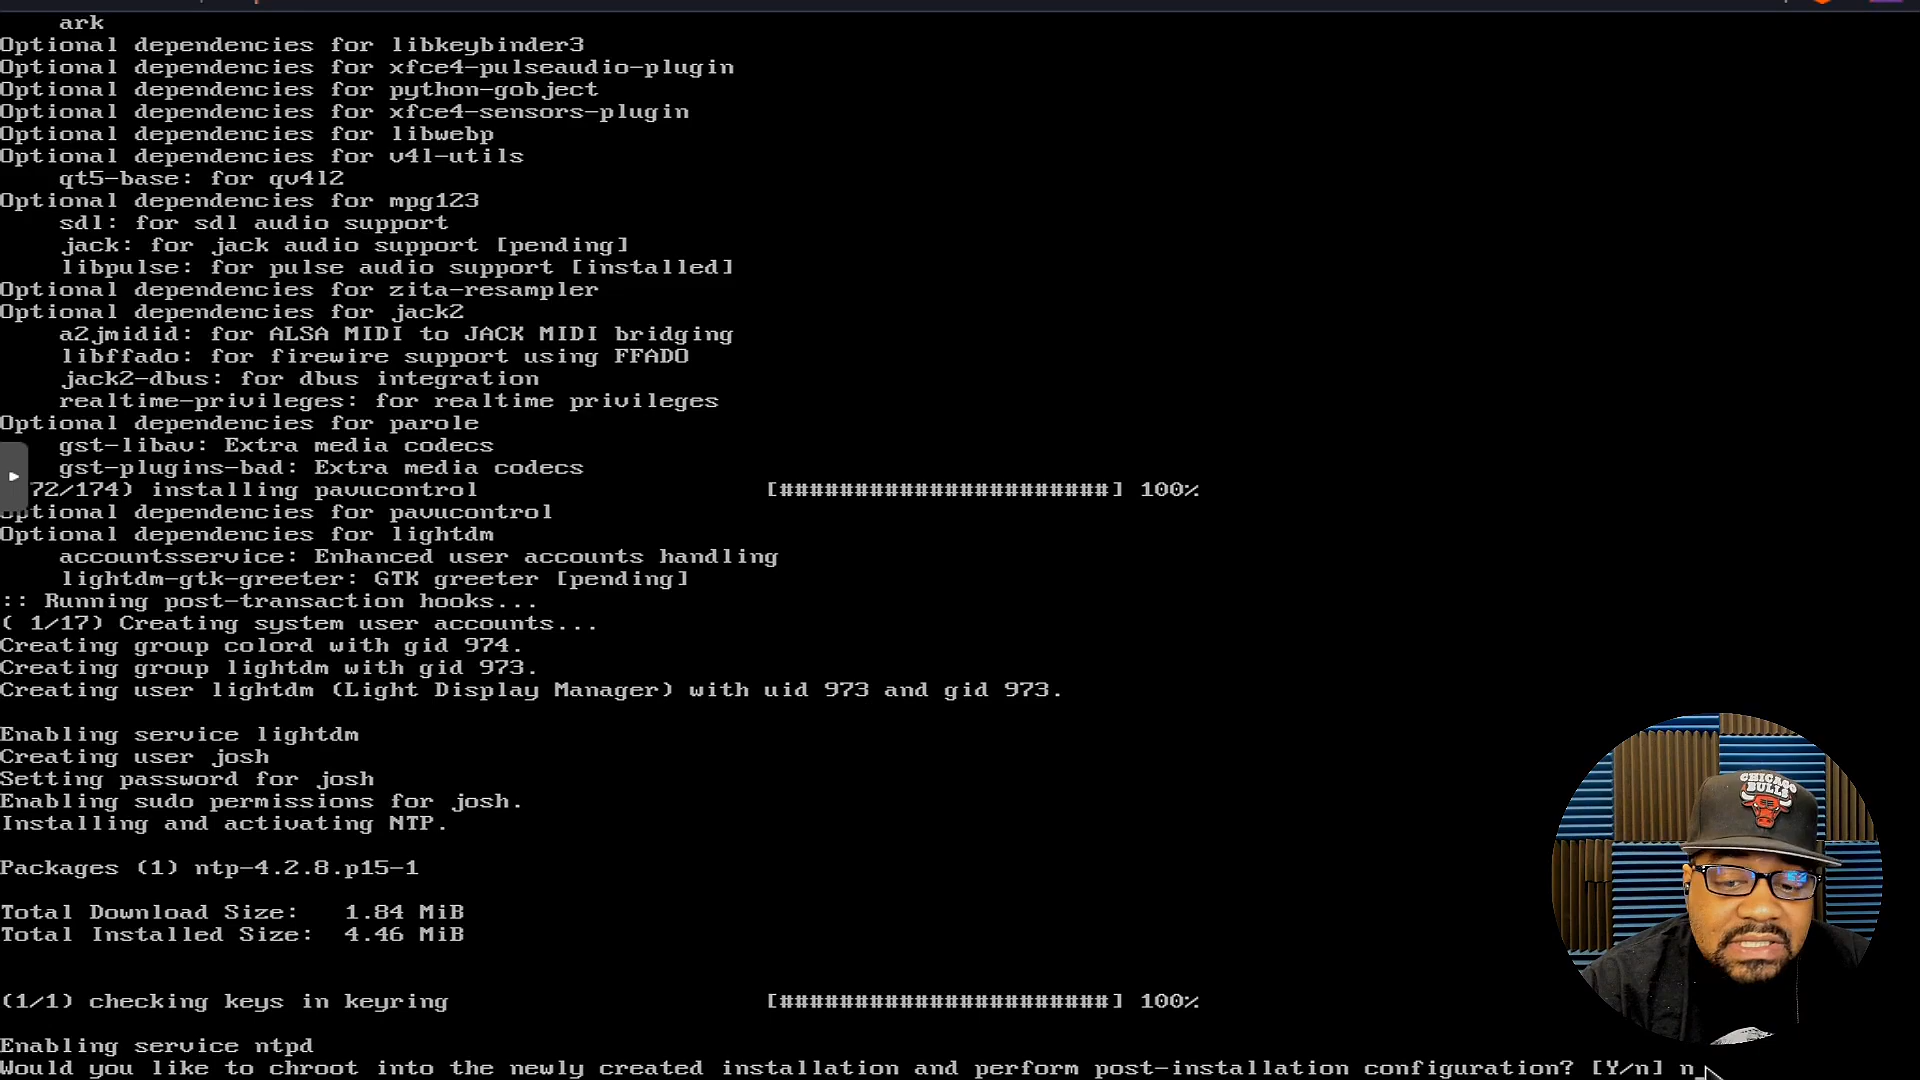 ark
Optional dependencies for libkeybinder3
Optional dependencies for xfce4-pulseaudio-plugin
Optional dependencies for python-gobject
Optional dependencies for xfce4-sensors-plugin
Optional dependencies for libwebp
Optional dependencies for v4l-utils
qt5-base: for qv4l2
Optional dependencies for mpg123
sdl: for sdl audio support
jack: for jack audio support [pending]
libpulse: for pulse audio support [installed]
Optional dependencies for zita-resampler
Optional dependencies for jack2
a2jmidid: for ALSA MIDI to JACK MIDI bridging
libffado: for firewire support using FFADO
jack2-dbus: for dbus integration
realtime-privileges: for realtime privileges
Optional dependencies for parole
gst-libav: Extra media codecs
gst-plugins-bad: Extra media codecs
72/174) installing pavucontrol [######################] 100%
Optional dependencies for pavucontrol
Optional dependencies for lightdm
accountsservice: Enhanced user accounts handling
lightdm-gtk-greeter: GTK greeter [pending]
:: Running post-transaction hooks...
( 1/17) Creating system user accounts...
Creating group colord with gid 974.
Creating group lightdm with gid 973.
Creating user lightdm (Light Display Manager) with uid 973 and gid 973.
Enabling service lightdm
Creating user josh
Setting password for josh
Enabling sudo permissions for josh.
Installing and activating NTP.
Packages (1) ntp-4.2.8.p15-1
Total Download Size: 1.84 MiB
Total Installed Size: 4.46 MiB
(1/1) checking keys in keyring [######################] 100%
Enabling service ntpd
Would you like to chroot into the newly created installation and perform post-installation configuration? [Y/n] n_
CHICAGO
BULLS